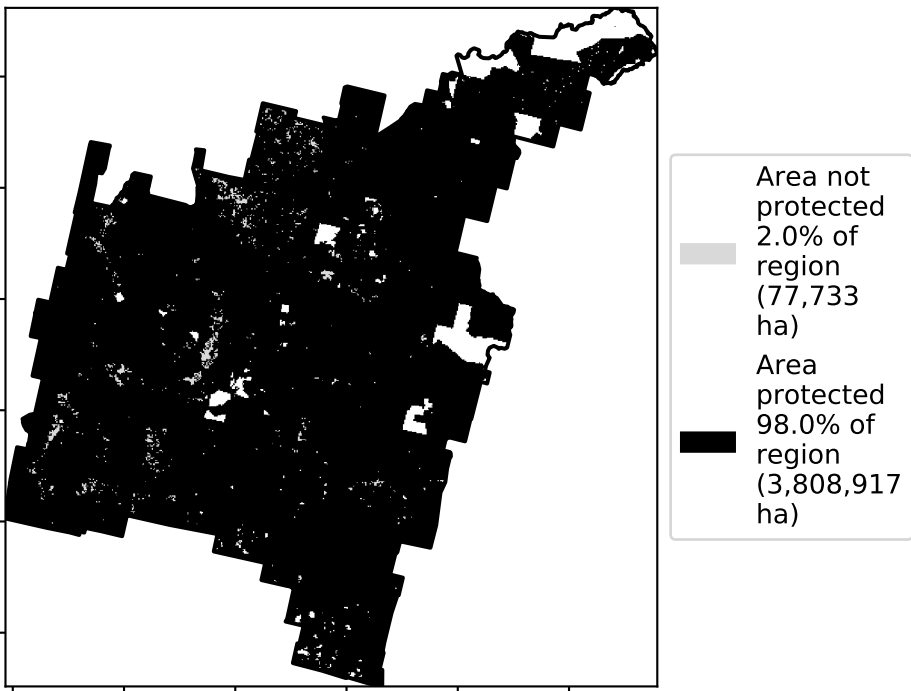 Area not
protected
2.0% of
region
(77,733
ha)
Area
protected
98.0% of
region
(3,808,917
ha)